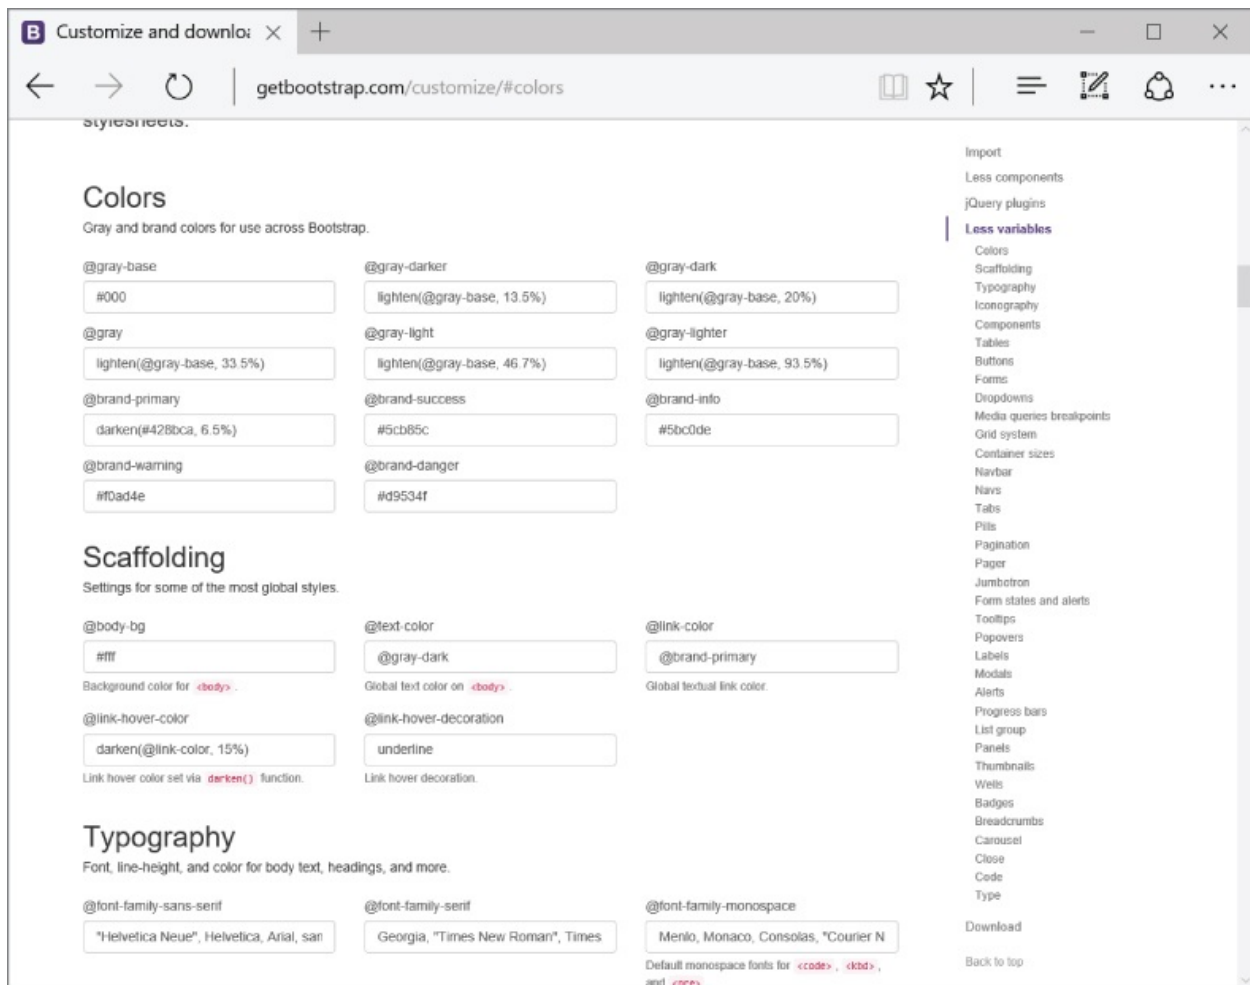 B Customize and downloa
getbootstrap.com/customize/#colors
stylesheets.
Colors
Gray and brand colors for use across Bootstrap.
@gray-base @gray-darker @gray-dark
#000 lighten(@gray-base, 13.5%) lighten(@gray-base, 20%)
@gray @gray-light @gray-lighter
lighten(@gray-base, 33.5%) lighten(@gray-base, 46.7%) lighten(@gray-base, 93.5%)
@brand-primary @brand-success @brand-info
darken(#428bca, 6.5%) #5cb85c #5bc0de
@brand-warning @brand-danger
#f0ad4e #d9534f
Scaffolding
Settings for some of the most global styles.
@body-bg @text-color @link-color
#fff @gray-dark @brand-primary
Background color for <body>. Global text color on <body>. Global textual link color.
@link-hover-color @link-hover-decoration
darken(@link-color, 15%) underline
Link hover color set via darken() function. Link hover decoration.
Typography
Font, line-height, and color for body text, headings, and more.
@font-family-sans-serif @font-family-serif @font-family-monospace
"Helvetica Neue", Helvetica, Arial, san Georgia, "Times New Roman", Times Menlo, Monaco, Consolas, "Courier N
Default monospace fonts for <code>, <kbd>,
and <pre>
Import
Less components
jQuery plugins
Less variables
Colors
Scaffolding
Typography
Iconography
Components
Tables
Buttons
Forms
Dropdowns
Media queries breakpoints
Grid system
Container sizes
Navbar
Navs
Tabs
Pills
Pagination
Pager
Jumbotron
Form states and alerts
Tooltips
Popovers
Labels
Modals
Alerts
Progress bars
List group
Panels
Thumbnails
Wells
Badges
Breadcrumbs
Carousel
Close
Code
Type
Download
Back to top